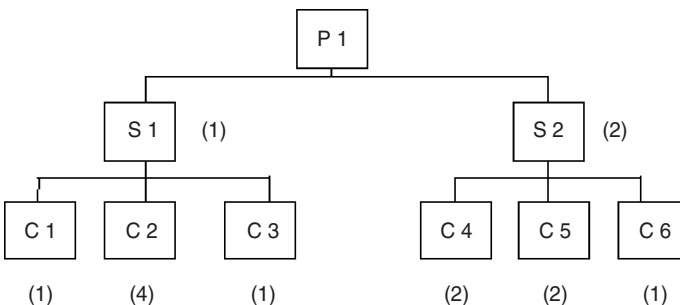 P 1
S 1 (1) S 2 (2)
C 1 C 2 C 3 C 4 C 5 C 6
(1) (4) (1) (2) (2) (1)